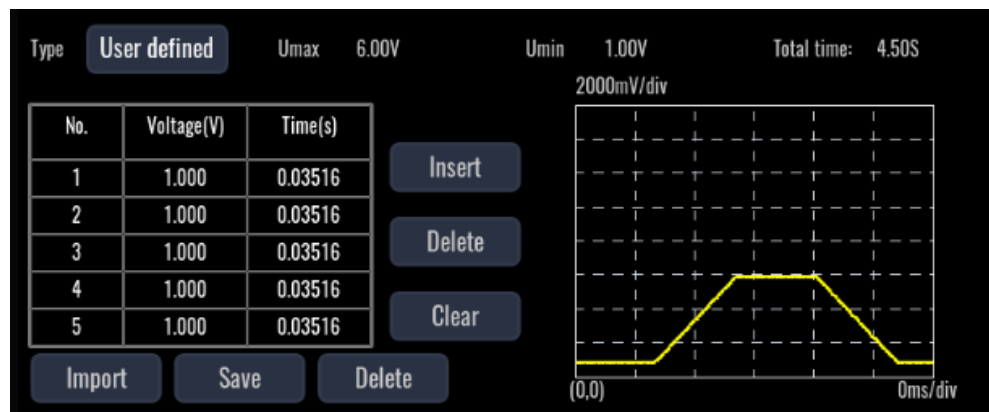 Type User defined Umax 6.00V Umin 1.00V Total time: 4.50S
2000mV/div
No. Voltage(V) Time(s)
1 1.000 0.03516
2 1.000 0.03516
3 1.000 0.03516
4 1.000 0.03516
5 1.000 0.03516
Insert
Delete
Clear
Import Save Delete
(0,0) 0ms/div